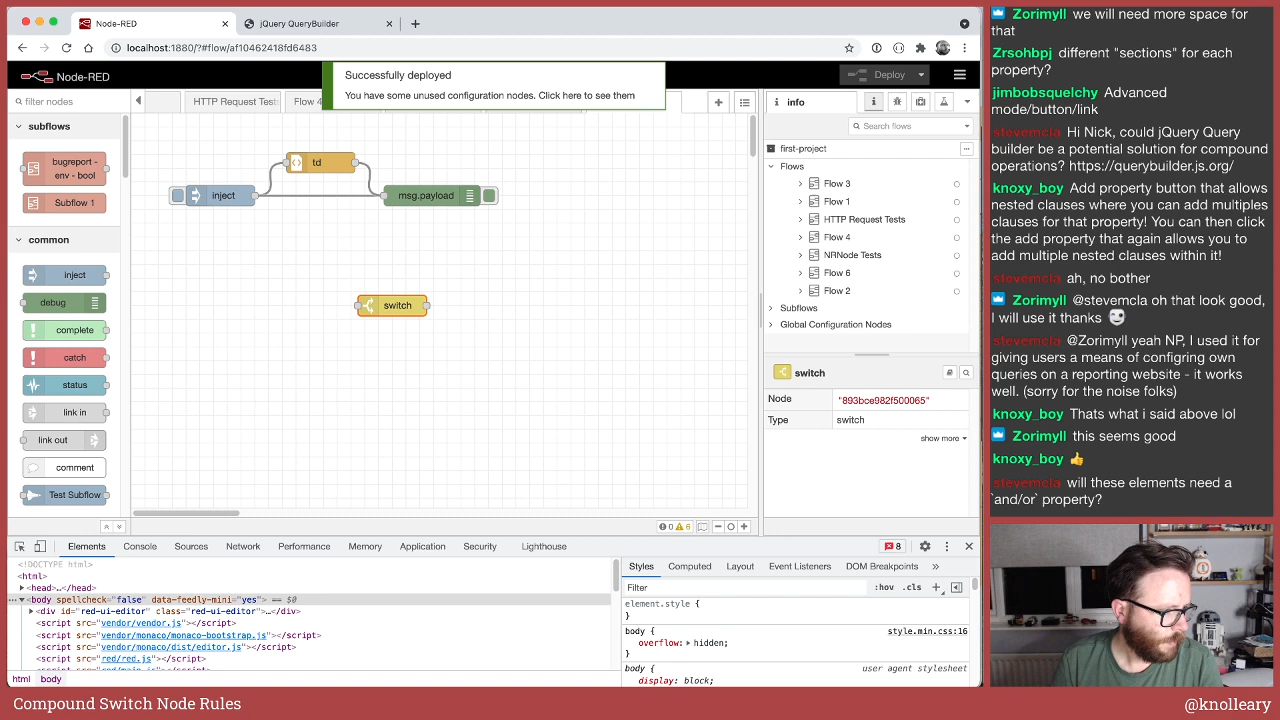 Node-RED
jQuery QueryBuilder
localhost:1880/?#flow/af10462418fd6483
Node-RED
Successfully deployed
You have some unused configuration nodes. Click here to see them
Deploy
filter nodes
HTTP Request Tests
Flow 4
info
Search flows
subflows
bugreport -
env - bool
Subflow 1
common
inject
debug
complete
catch
status
link in
link out
comment
Test Subflow
td
inject
msg.payload
switch
first-project
Flows
Flow 3
Flow 1
HTTP Request Tests
Flow 4
NRNode Tests
Flow 6
Flow 2
Subflows
Global Configuration Nodes
switch
Node
"893bce982f500065"
Type
switch
show more
0 6
Elements
Console
Sources
Network
Performance
Memory
Application
Security
Lighthouse
8
<!DOCTYPE html>
<html>
<head>…</head>
<body spellcheck="false" data-feedly-mini="yes"> == $0
<div id="red-ui-editor" class="red-ui-editor">…</div>
<script src="vendor/vendor.js"></script>
<script src="vendor/monaco/monaco-bootstrap.js"></script>
<script src="vendor/monaco/dist/editor.js"></script>
<script src="red/red.js"></script>
html body
Styles
Computed
Layout
Event Listeners
DOM Breakpoints
Filter
:hov .cls
element.style {
}
body {
style.min.css:16
overflow: hidden;
}
body {
user agent stylesheet
display: block;
Zorimyll we will need more space for
that
Zrsohbpj different "sections" for each
property?
jimbobsquelchy Advanced
mode/button/link
stevemcla Hi Nick, could jQuery Query
builder be a potential solution for compound
operations? https://querybuilder.js.org/
knoxy_boy Add property button that allows
nested clauses where you can add multiples
clauses for that property! You can then click
the add property that again allows you to
add multiple nested clauses within it!
stevemcla ah, no bother
Zorimyll @stevemcla oh that look good,
I will use it thanks
stevemcla @Zorimyll yeah NP, I used it for
giving users a means of configring own
queries on a reporting website - it works
well. (sorry for the noise folks)
knoxy_boy Thats what i said above lol
Zorimyll this seems good
knoxy_boy 👍
stevemcla will these elements need a
`and/or` property?
Compound Switch Node Rules
@knolleary